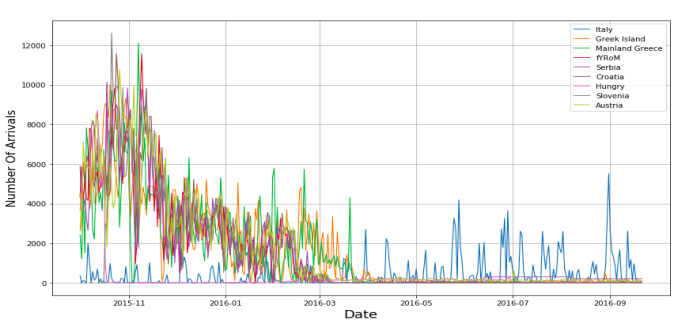 Number Of Arrivals
12000
10000
8000
6000
4000
2000
0
2015-11
2016-01
2016-03
2016-05
2016-07
2016-09
Date
Italy
Greek Island
Mainland Greece
fYRoM
Serbia
Croatia
Hungry
Slovenia
Austria